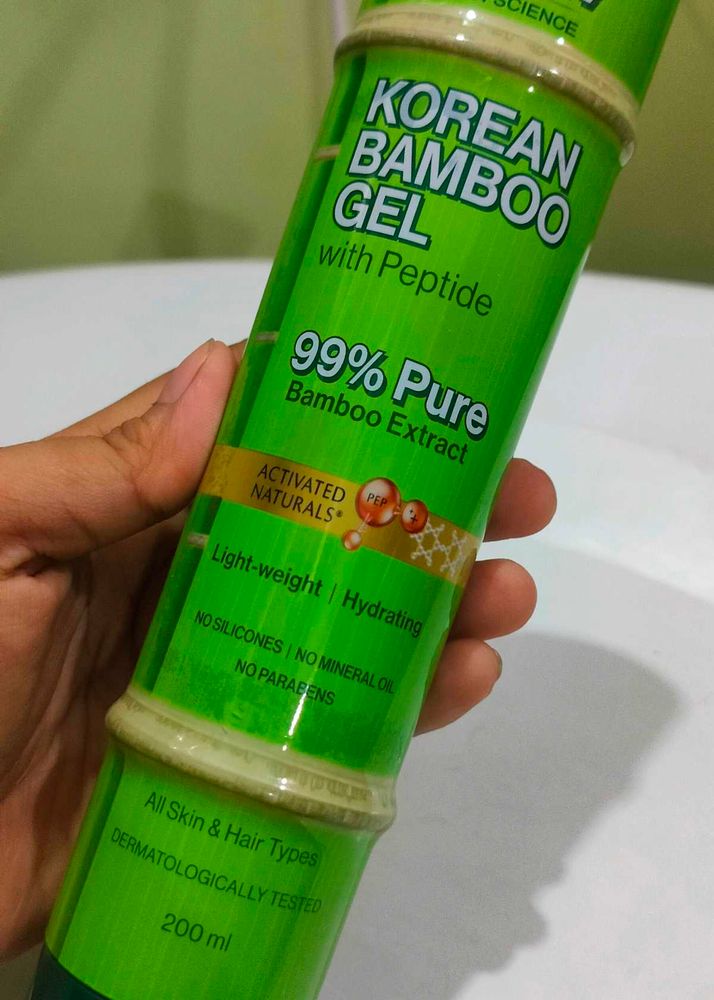 SCIENCE
KOREAN
BAMBOO
GEL
with Peptide
99% Pure
Bamboo Extract
ACTIVATED
NATURALS®
PEP
+
Light-weight | Hydrating
NO SILICONES | NO MINERAL OIL
NO PARABENS
All Skin & Hair Types
DERMATOLOGICALLY TESTED
200 ml